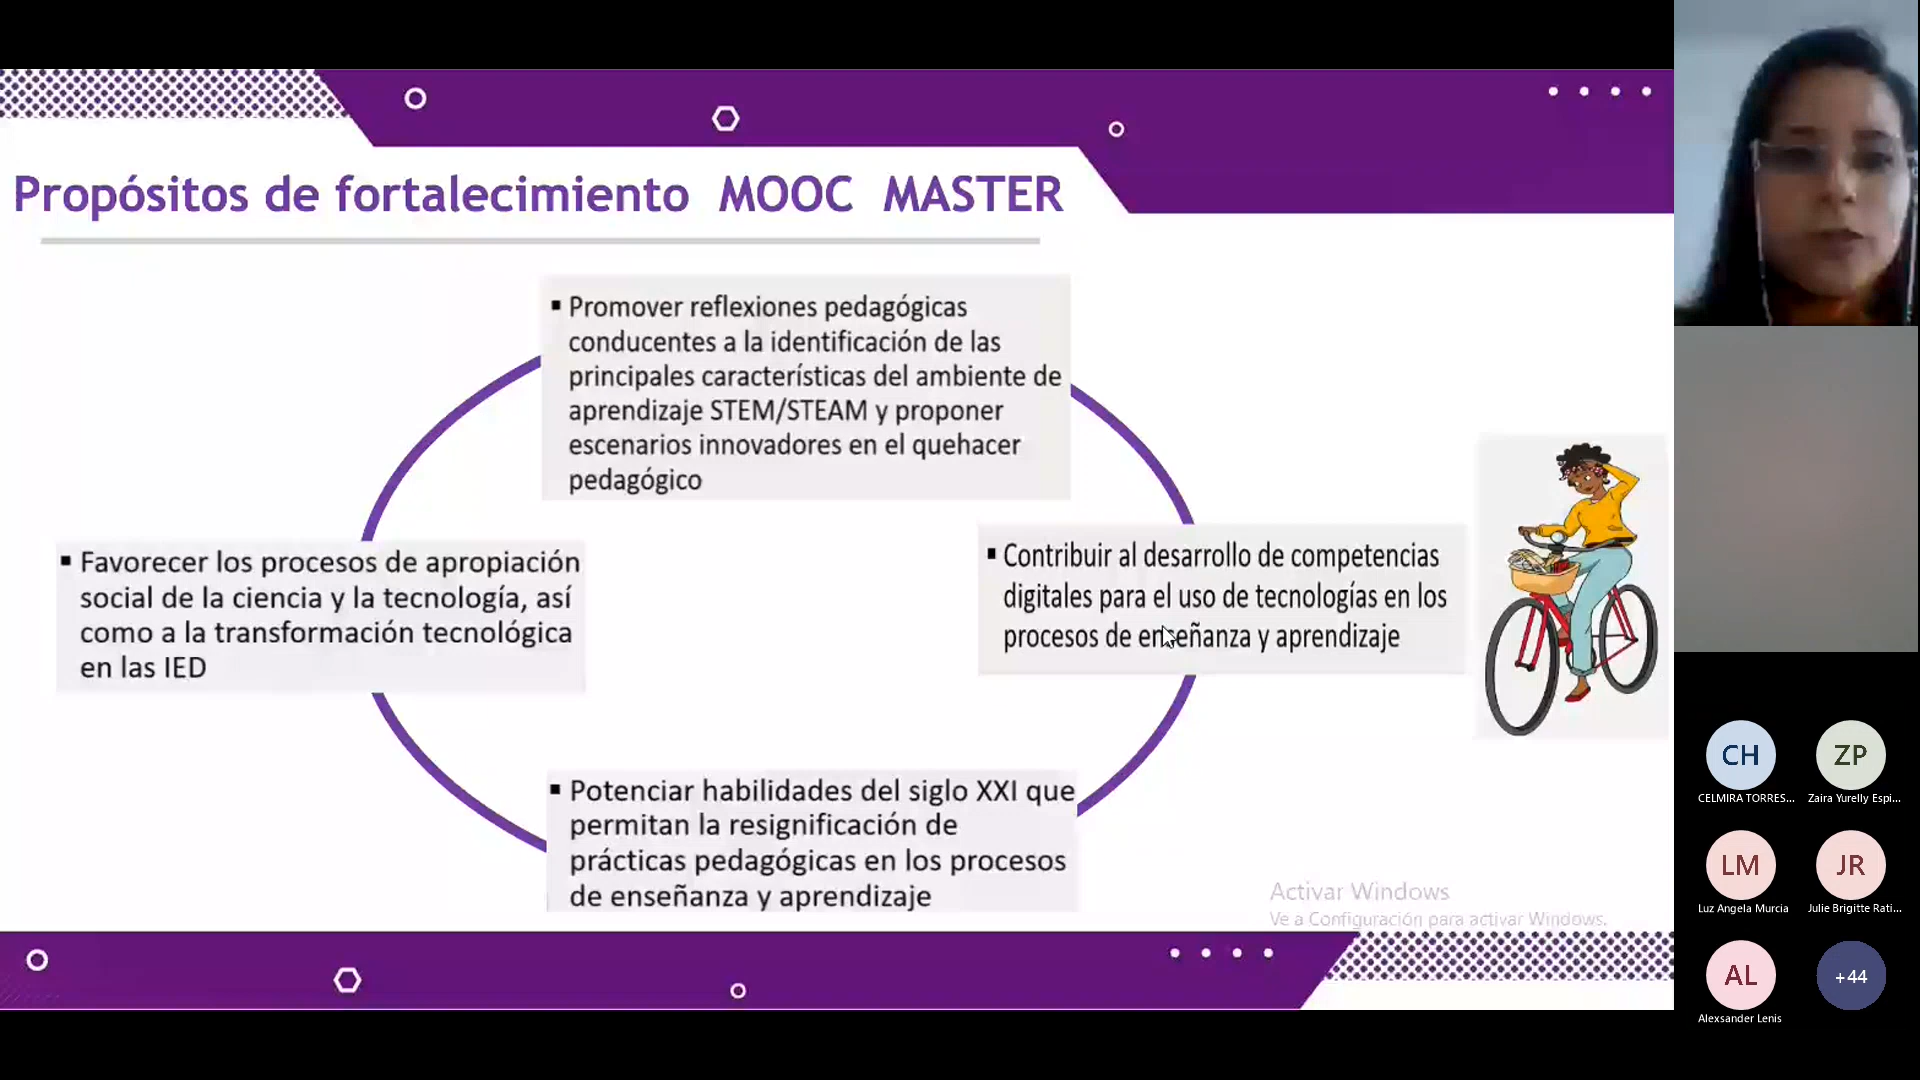 Propósitos de fortalecimiento MOOC MASTER
▪ Promover reflexiones pedagógicas
conducentes a la identificación de las
principales características del ambiente de
aprendizaje STEM/STEAM y proponer
escenarios innovadores en el quehacer
pedagógico
▪ Favorecer los procesos de apropiación
social de la ciencia y la tecnología, así
como a la transformación tecnológica
en las IED
▪ Contribuir al desarrollo de competencias
digitales para el uso de tecnologías en los
procesos de enseñanza y aprendizaje
▪ Potenciar habilidades del siglo XXI que
permitan la resignificación de
prácticas pedagógicas en los procesos
de enseñanza y aprendizaje
Activar Windows
Ve a Configuración para activar Windows.
CH
CELMIRA TORRES...
ZP
Zaira Yurelly Espi...
LM
Luz Angela Murcia
JR
Julie Brigitte Rati...
AL
Alexsander Lenis
+44